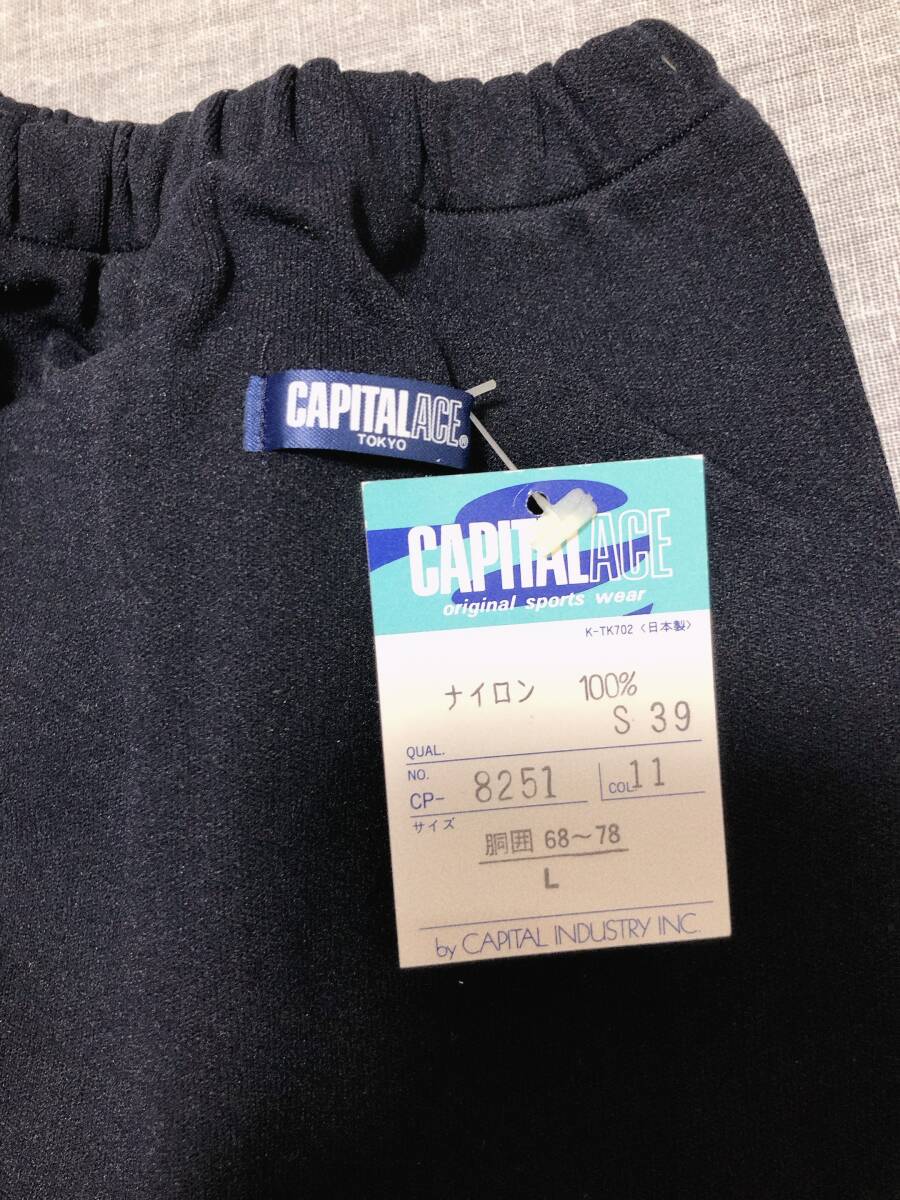 CAPITALACE®
TOKYO
CAPITALACE
original sports wear
K-TK702〈日本製〉
ナイロン 100%
S 39
QUAL.
NO.
CP- 8251 COL 11
サイズ
胴囲 68～78
L
by CAPITAL INDUSTRY INC.